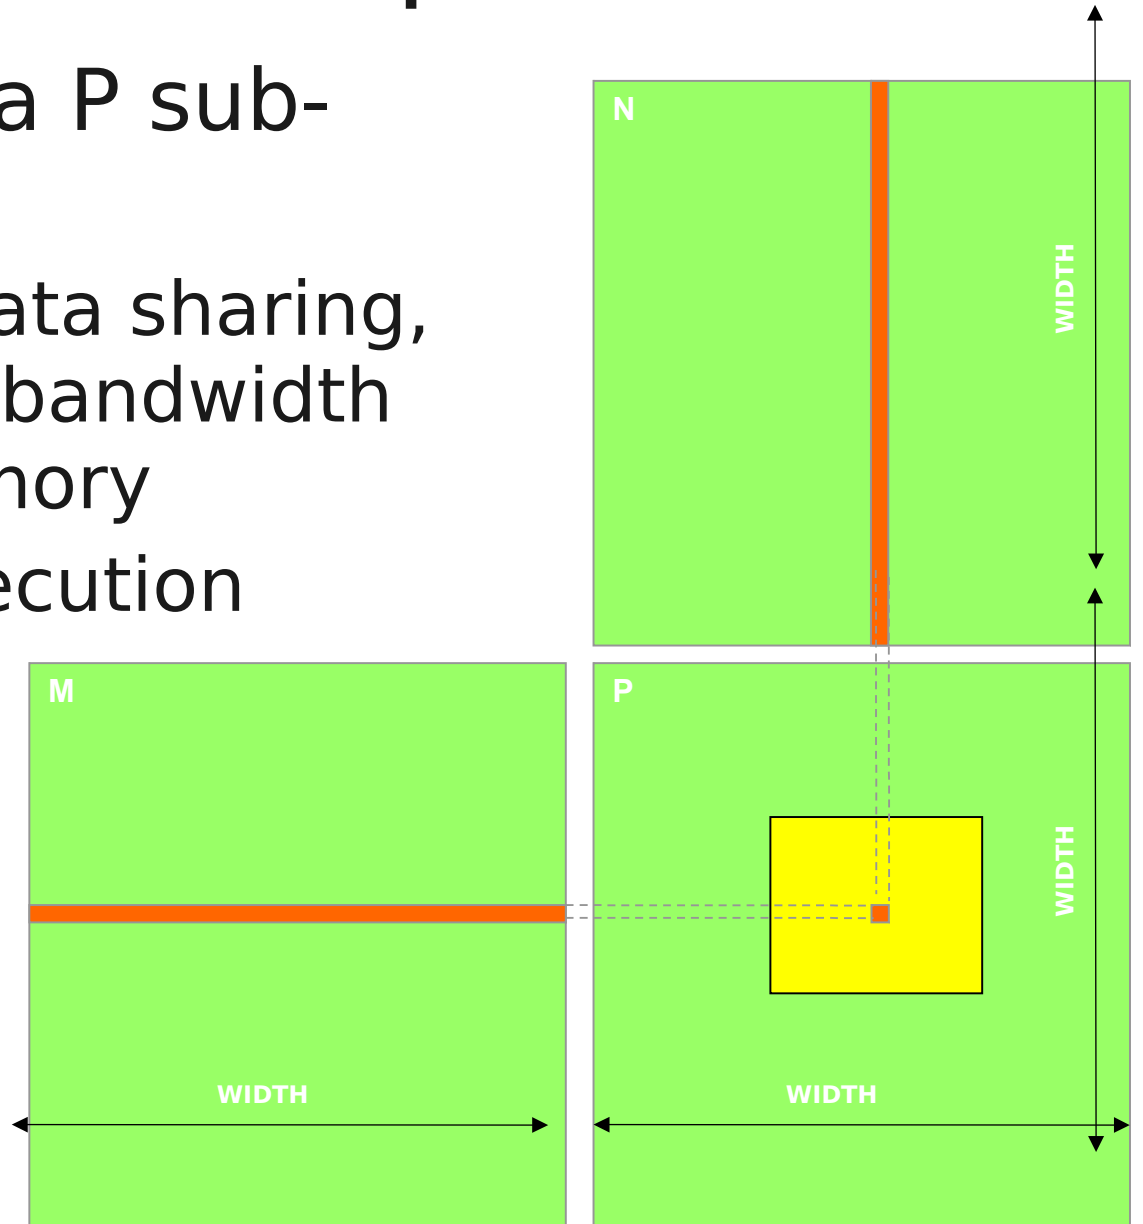 a P sub-
ata sharing,
bandwidth
nory
ecution
N
WIDTH
M
P
WIDTH
WIDTH
WIDTH